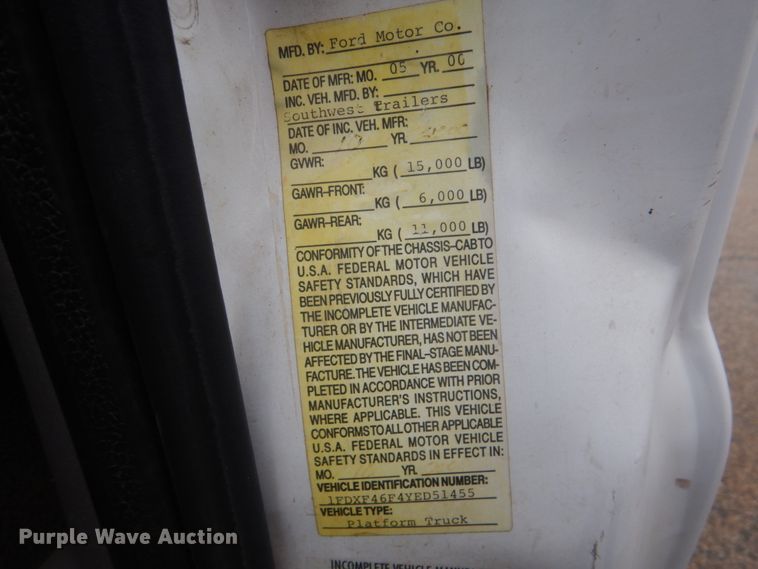 MFD. BY: Ford Motor Co.
DATE OF MFR: MO. 05 YR. 00
INC. VEH. MFD. BY:
Southwest Trailers
DATE OF INC. VEH. MFR:
MO. YR.
GVWR:
KG ( 15,000 LB)
GAWR-FRONT:
KG ( 6,000 LB)
GAWR-REAR:
KG ( 11,000 LB)
CONFORMITY OF THE CHASSIS-CAB TO
U.S.A. FEDERAL MOTOR VEHICLE
SAFETY STANDARDS, WHICH HAVE
BEEN PREVIOUSLY FULLY CERTIFIED BY
THE INCOMPLETE VEHICLE MANUFAC-
TURER OR BY THE INTERMEDIATE VE-
HICLE MANUFACTURER, HAS NOT BEEN
AFFECTED BY THE FINAL-STAGE MANU-
FACTURE. THE VEHICLE HAS BEEN COM-
PLETED IN ACCORDANCE WITH PRIOR
MANUFACTURER'S INSTRUCTIONS,
WHERE APPLICABLE. THIS VEHICLE
CONFORMS TO ALL OTHER APPLICABLE
U.S.A. FEDERAL MOTOR VEHICLE
SAFETY STANDARDS IN EFFECT IN:
MO. YR.
VEHICLE IDENTIFICATION NUMBER:
1FDXF46F4YED51455
VEHICLE TYPE:
Platform Truck
INCOMPLETE VEHICLE
Purple Wave Auction